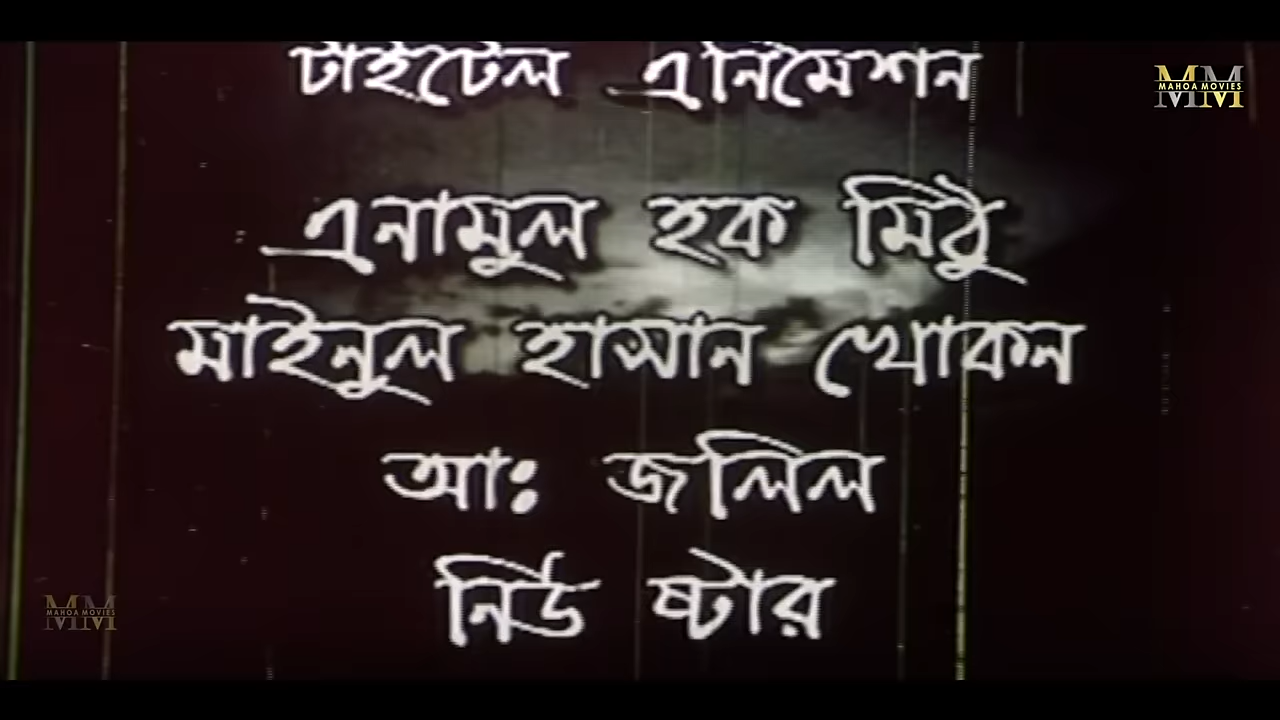 টাইটেল এনিমেশন
MM
MAHOA MOVIES
এনামুল হক মিঠু
মাইনুল হাসান খোকন
আঃ জলিল
নিউ ষ্টার
MM
MAHOA MOVIES